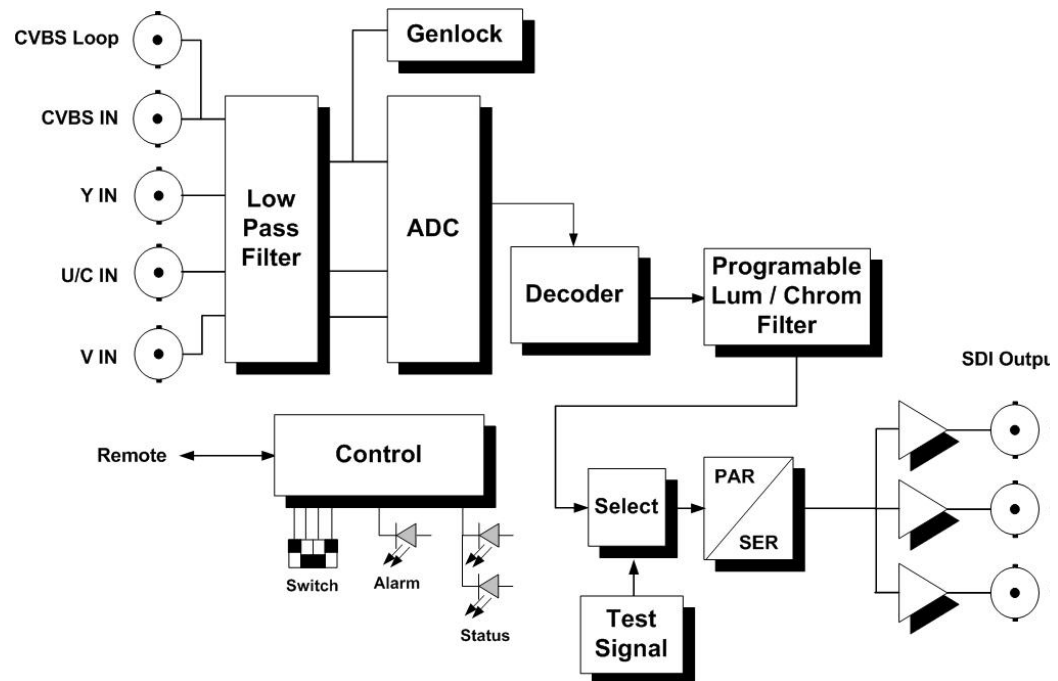 CVBS Loop
Genlock
CVBS IN
Y IN
U/C IN
V IN
Low
Pass
Filter
ADC
Decoder
Programable
Lum / Chrom
Filter
SDI Outpu
Remote
Control
Switch
Alarm
Status
Select
PAR
SER
Test
Signal